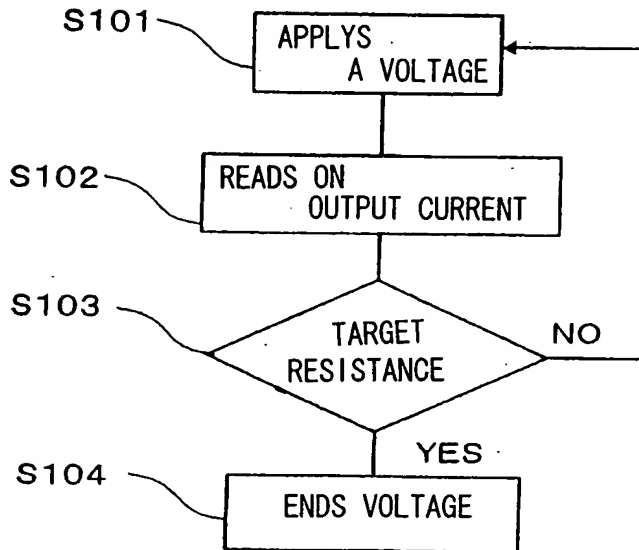 S101
APPLYS
A VOLTAGE
S102
READS ON
OUTPUT CURRENT
S103
TARGET
RESISTANCE
NO
YES
S104
ENDS VOLTAGE